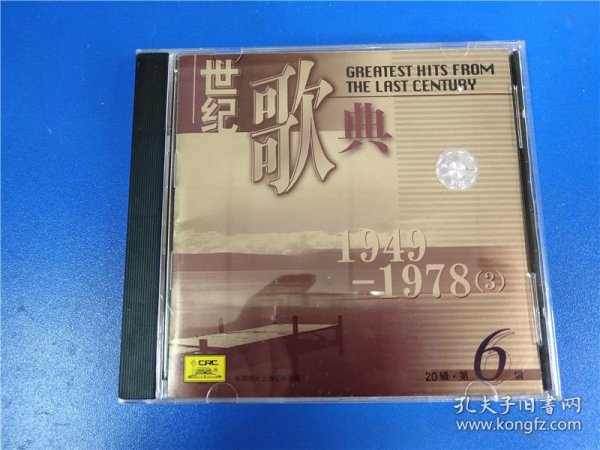 世纪
歌典
GREATEST HITS FROM
THE LAST CENTURY
1949
-1978(3)
CRC
20辑·第6辑
孔夫子旧书网
www.kongfz.com